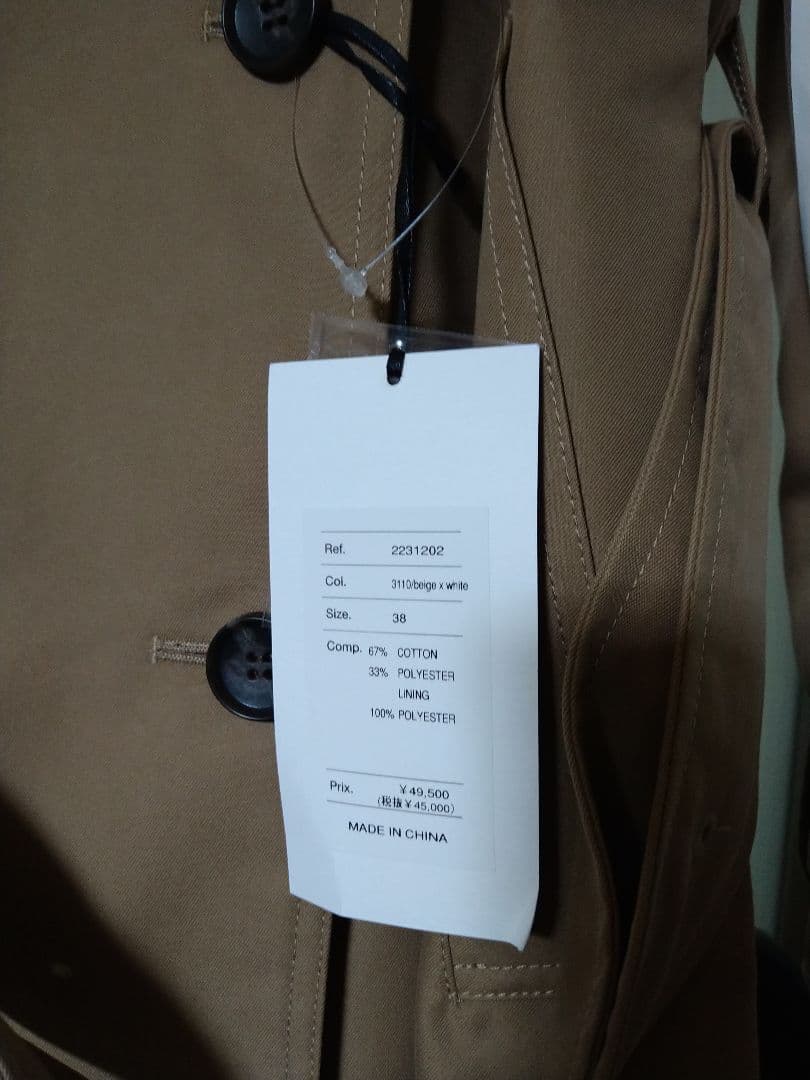 Ref. 2231202
Col. 3110/beige x white
Size. 38
Comp. 67% COTTON
33% POLYESTER
LINING
100% POLYESTER
Prix. ¥49,500
(税抜¥45,000)
MADE IN CHINA